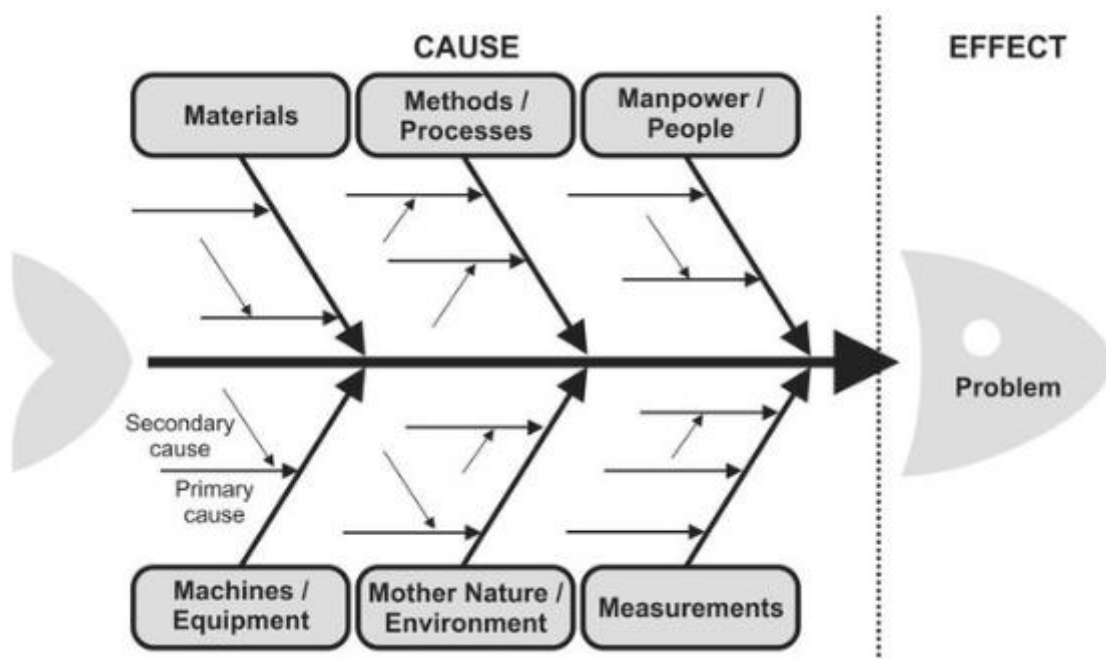 CAUSE
EFFECT
Materials
Methods /
Processes
Manpower /
People
Problem
Secondary
cause
Primary
cause
Machines /
Equipment
Mother Nature /
Environment
Measurements